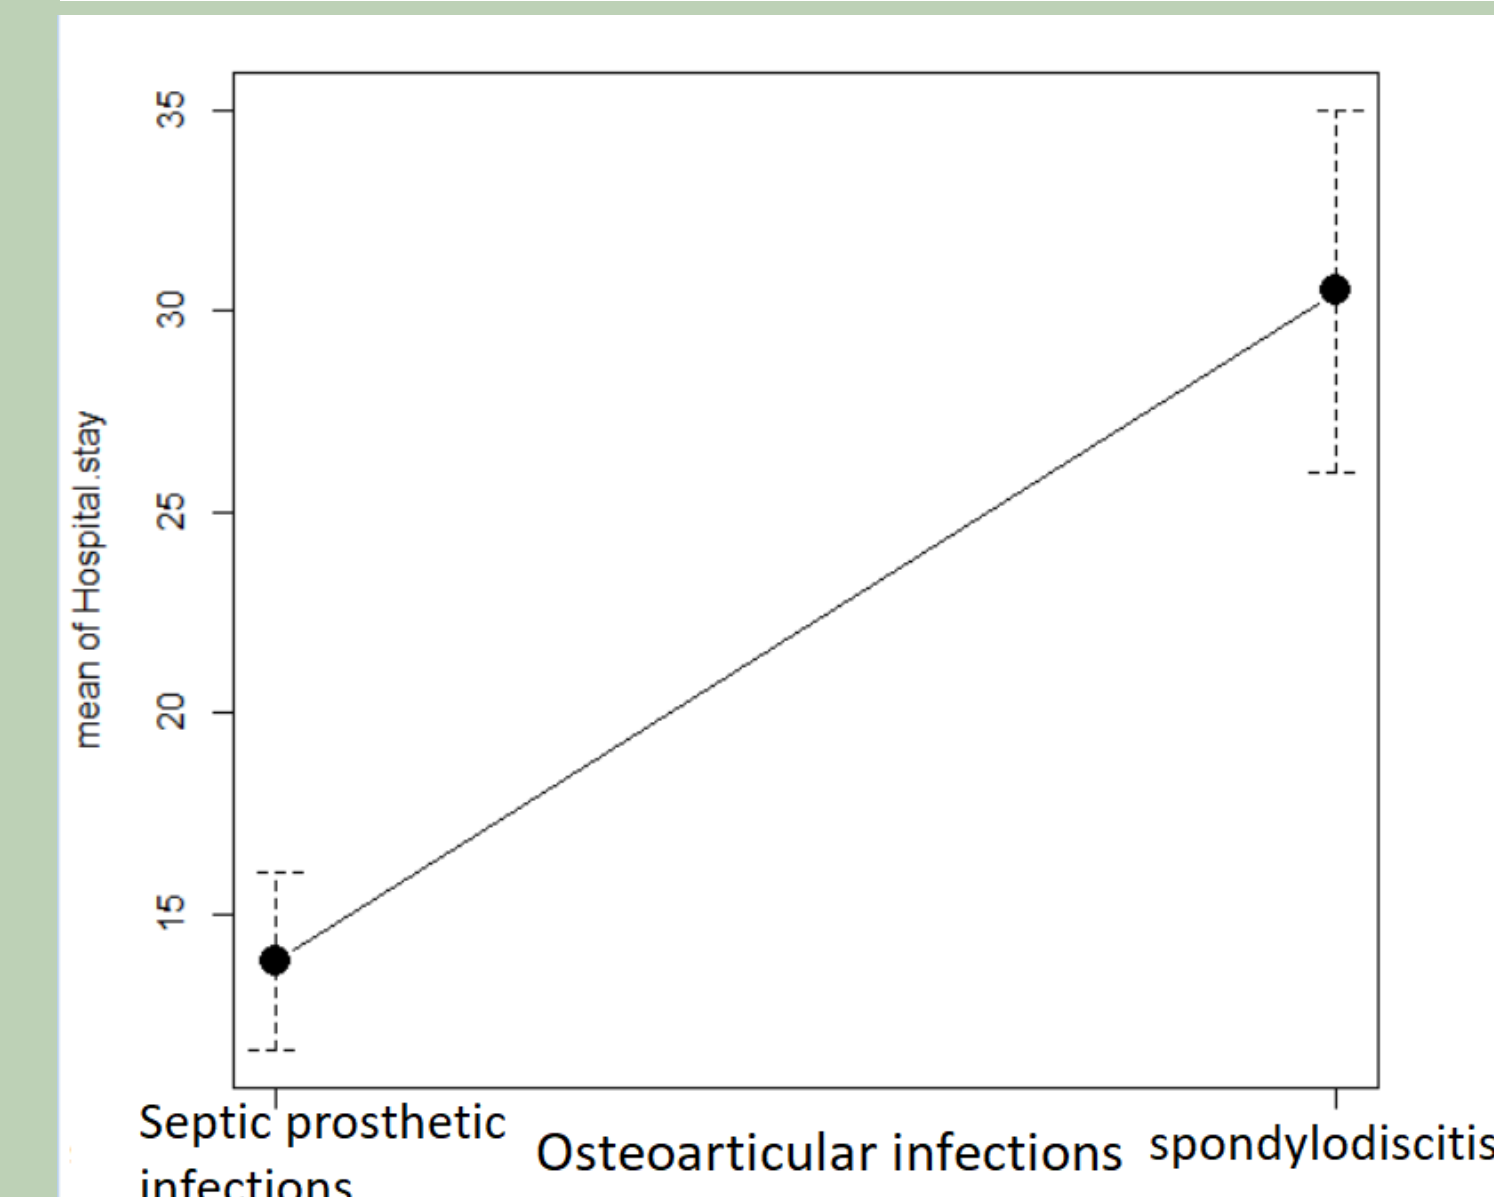 35
30
25
20
15
mean of Hospital.stay
Septic prosthetic
infections
Osteoarticular infections
spondylodiscitis